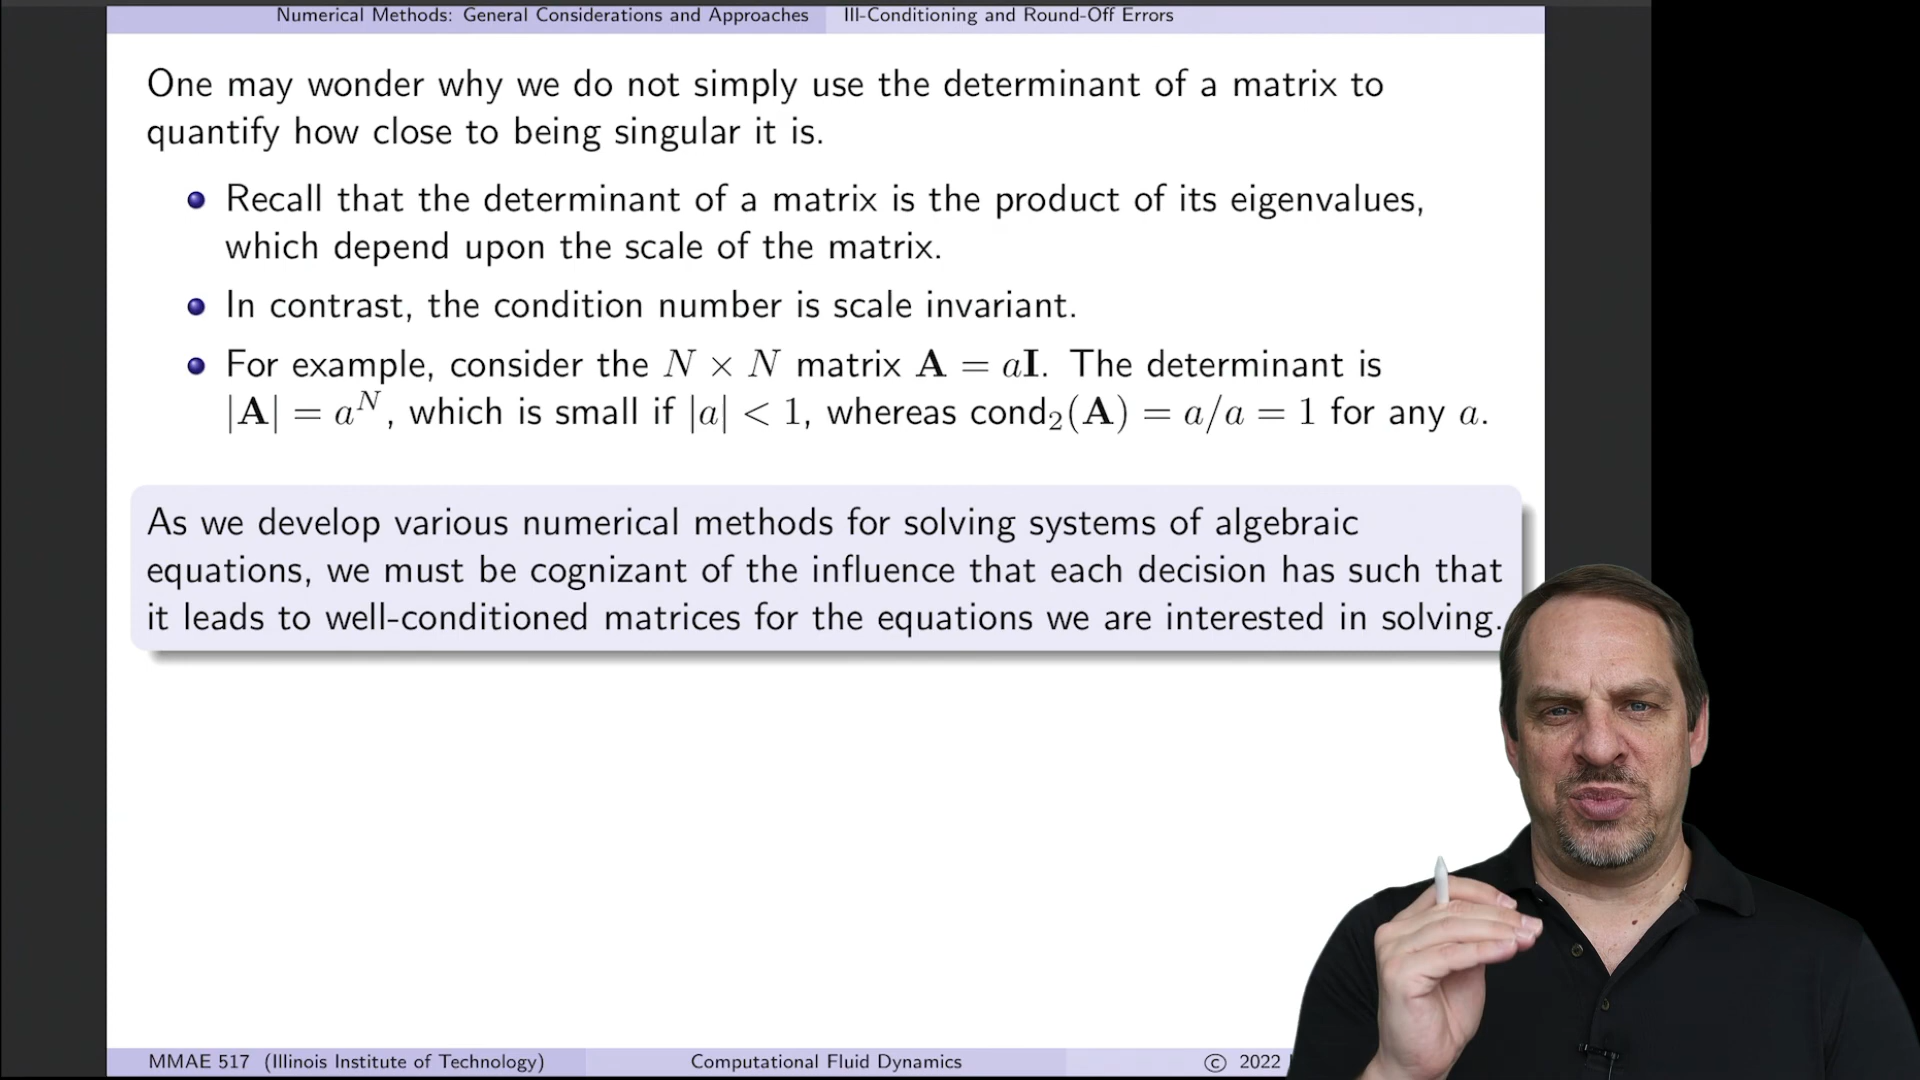 Numerical Methods: General Considerations and Approaches Ill-Conditioning and Round-Off Errors
One may wonder why we do not simply use the determinant of a matrix to
quantify how close to being singular it is.
Recall that the determinant of a matrix is the product of its eigenvalues,
which depend upon the scale of the matrix.
In contrast, the condition number is scale invariant.
For example, consider the N × N matrix A = aI. The determinant is
|A| = a^N, which is small if |a| < 1, whereas cond₂(A) = a/a = 1 for any a.
As we develop various numerical methods for solving systems of algebraic
equations, we must be cognizant of the influence that each decision has such that
it leads to well-conditioned matrices for the equations we are interested in solving.
MMAE 517 (Illinois Institute of Technology) Computational Fluid Dynamics © 2022